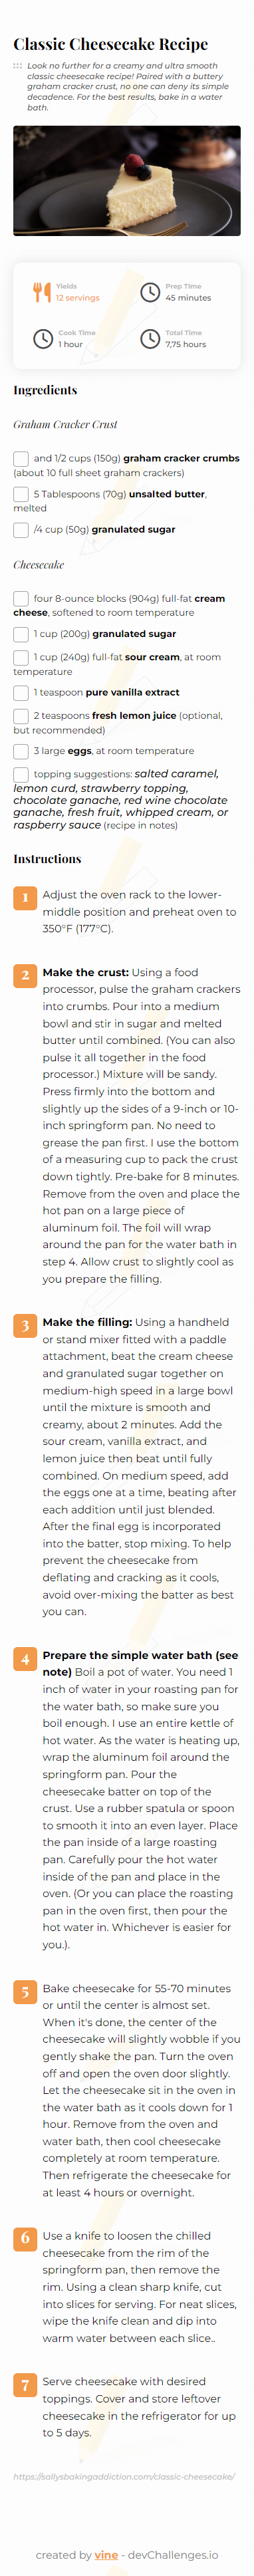 Classic Cheesecake Recipe
Look no further for a creamy and ultra smooth
classic cheesecake recipe! Paired with a buttery
graham cracker crust, no one can deny its simple
decadence. For the best results, bake in a water
bath.
Yields
12 servings
Prep Time
45 minutes
Cook Time
1 hour
Total Time
7,75 hours
Ingredients
Graham Cracker Crust
and 1/2 cups (150g) graham cracker crumbs
(about 10 full sheet graham crackers)
5 Tablespoons (70g) unsalted butter,
melted
/4 cup (50g) granulated sugar
Cheesecake
four 8-ounce blocks (904g) full-fat cream
cheese, softened to room temperature
1 cup (200g) granulated sugar
1 cup (240g) full-fat sour cream, at room
temperature
1 teaspoon pure vanilla extract
2 teaspoons fresh lemon juice (optional,
but recommended)
3 large eggs, at room temperature
topping suggestions: salted caramel,
lemon curd, strawberry topping,
chocolate ganache, red wine chocolate
ganache, fresh fruit, whipped cream, or
raspberry sauce (recipe in notes)
Instructions
1 Adjust the oven rack to the lower-
middle position and preheat oven to
350°F (177°C).
2 Make the crust: Using a food
processor, pulse the graham crackers
into crumbs. Pour into a medium
bowl and stir in sugar and melted
butter until combined. (You can also
pulse it all together in the food
processor.) Mixture will be sandy.
Press firmly into the bottom and
slightly up the sides of a 9-inch or 10-
inch springform pan. No need to
grease the pan first. I use the bottom
of a measuring cup to pack the crust
down tightly. Pre-bake for 8 minutes.
Remove from the oven and place the
hot pan on a large piece of
aluminum foil. The foil will wrap
around the pan for the water bath in
step 4. Allow crust to slightly cool as
you prepare the filling.
3 Make the filling: Using a handheld
or stand mixer fitted with a paddle
attachment, beat the cream cheese
and granulated sugar together on
medium-high speed in a large bowl
until the mixture is smooth and
creamy, about 2 minutes. Add the
sour cream, vanilla extract, and
lemon juice then beat until fully
combined. On medium speed, add
the eggs one at a time, beating after
each addition until just blended.
After the final egg is incorporated
into the batter, stop mixing. To help
prevent the cheesecake from
deflating and cracking as it cools,
avoid over-mixing the batter as best
you can.
4 Prepare the simple water bath (see
note) Boil a pot of water. You need 1
inch of water in your roasting pan for
the water bath, so make sure you
boil enough. I use an entire kettle of
hot water. As the water is heating up,
wrap the aluminum foil around the
springform pan. Pour the
cheesecake batter on top of the
crust. Use a rubber spatula or spoon
to smooth it into an even layer. Place
the pan inside of a large roasting
pan. Carefully pour the hot water
inside of the pan and place in the
oven. (Or you can place the roasting
pan in the oven first, then pour the
hot water in. Whichever is easier for
you.).
5 Bake cheesecake for 55-70 minutes
or until the center is almost set.
When it's done, the center of the
cheesecake will slightly wobble if you
gently shake the pan. Turn the oven
off and open the oven door slightly.
Let the cheesecake sit in the oven in
the water bath as it cools down for 1
hour. Remove from the oven and
water bath, then cool cheesecake
completely at room temperature.
Then refrigerate the cheesecake for
at least 4 hours or overnight.
6 Use a knife to loosen the chilled
cheesecake from the rim of the
springform pan, then remove the
rim. Using a clean sharp knife, cut
into slices for serving. For neat slices,
wipe the knife clean and dip into
warm water between each slice..
7 Serve cheesecake with desired
toppings. Cover and store leftover
cheesecake in the refrigerator for up
to 5 days.
https://sallysbakingaddiction.com/classic-cheesecake/
created by vine - devChallenges.io